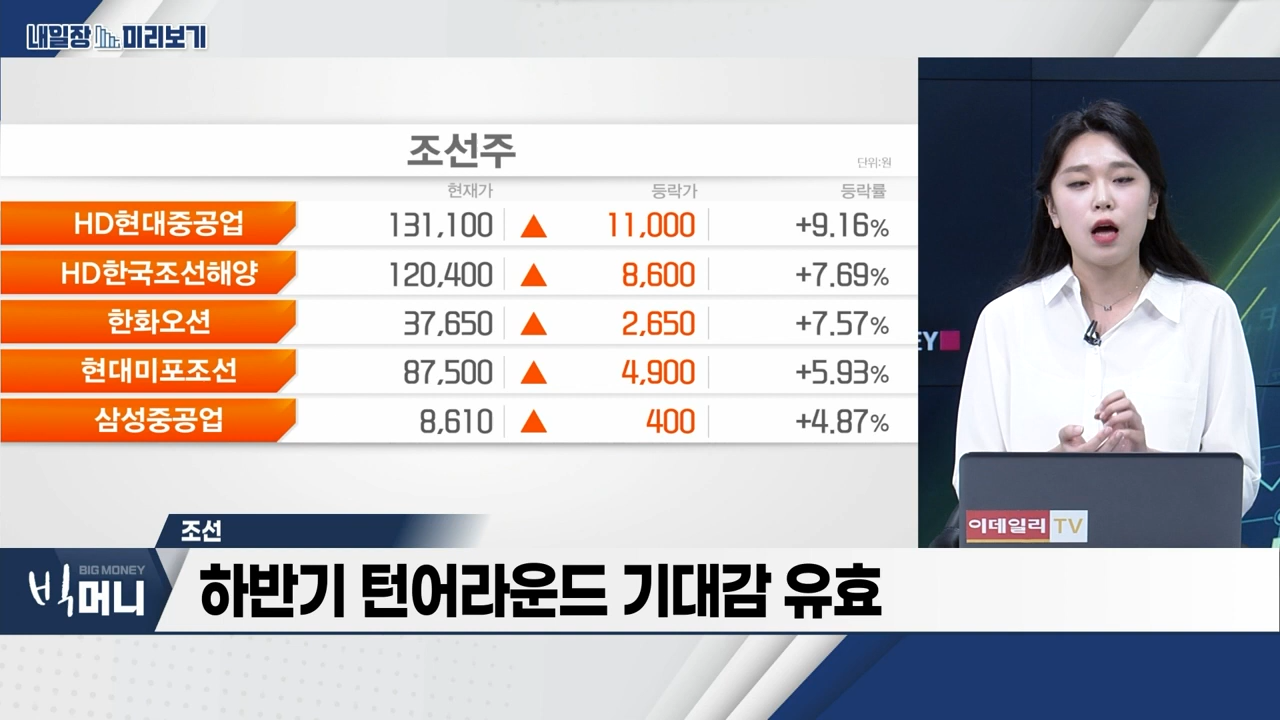 내일장 미리보기
조선주
단위:원
현재가 등락가 등락률
HD현대중공업 131,100 ▲ 11,000 +9.16%
HD한국조선해양 120,400 ▲ 8,600 +7.69%
한화오션 37,650 ▲ 2,650 +7.57%
현대미포조선 87,500 ▲ 4,900 +5.93%
삼성중공업 8,610 ▲ 400 +4.87%
EY
이데일리 TV
조선
BIG MONEY
빅머니
하반기 턴어라운드 기대감 유효